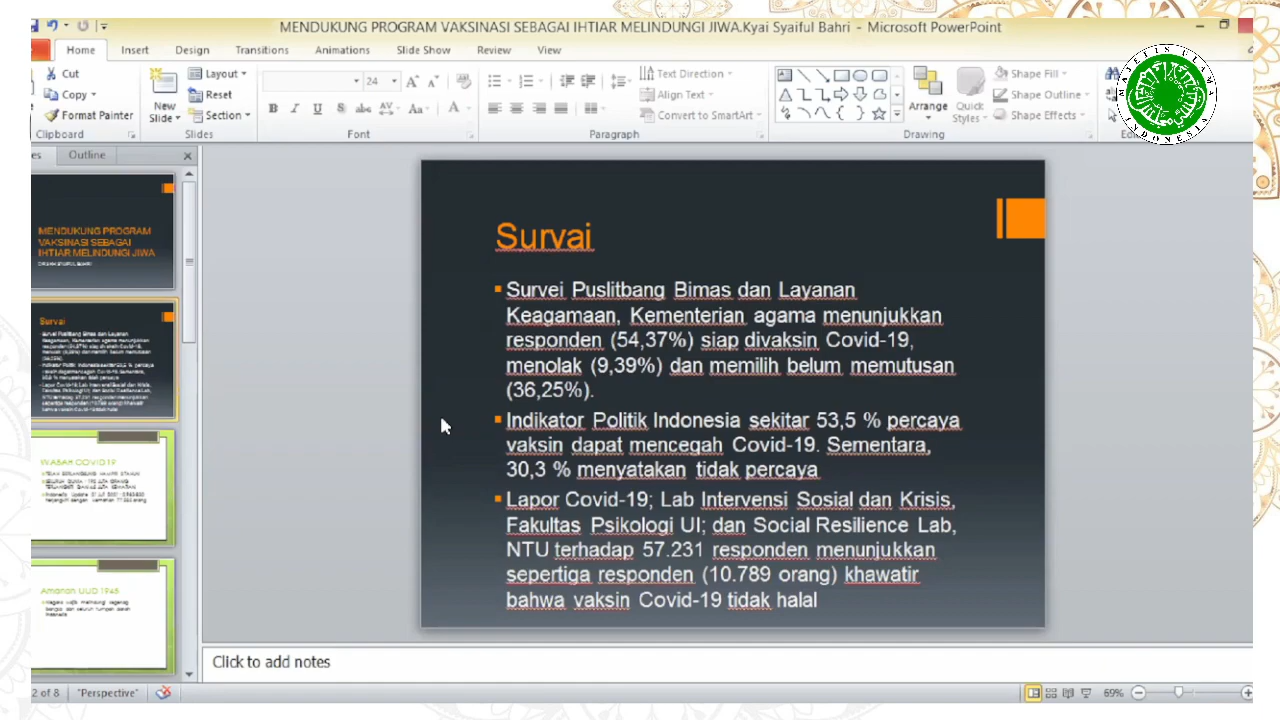 MENDUKUNG PROGRAM VAKSINASI SEBAGAI IHTIAR MELINDUNGI JIWA.Kyai Syaiful Bahri - Microsoft PowerPoint
Home Insert Design Transitions Animations Slide Show Review View
Cut
Copy
Format Painter
Clipboard
New
Slide
Layout
Reset
Section
Slides
24
Font
Text Direction
Align Text
Convert to SmartArt
Paragraph
Arrange
Quick
Styles
Shape Fill
Shape Outline
Shape Effects
Drawing
MAJELIS ULAMA
INDONESIA
Outline
MENDUKUNG PROGRAM
VAKSINASI SEBAGAI
IHTIAR MELINDUNGI JIWA
Survai
WABAH COVID 19
Amanah UUD 1945
Survai
Survei Puslitbang Bimas dan Layanan
Keagamaan, Kementerian agama menunjukkan
responden (54,37%) siap divaksin Covid-19,
menolak (9,39%) dan memilih belum memutusan
(36,25%).
Indikator Politik Indonesia sekitar 53,5 % percaya
vaksin dapat mencegah Covid-19. Sementara,
30,3 % menyatakan tidak percaya
Lapor Covid-19; Lab Intervensi Sosial dan Krisis,
Fakultas Psikologi UI; dan Social Resilience Lab,
NTU terhadap 57.231 responden menunjukkan
sepertiga responden (10.789 orang) khawatir
bahwa vaksin Covid-19 tidak halal
Click to add notes
2 of 8 "Perspective" 69%